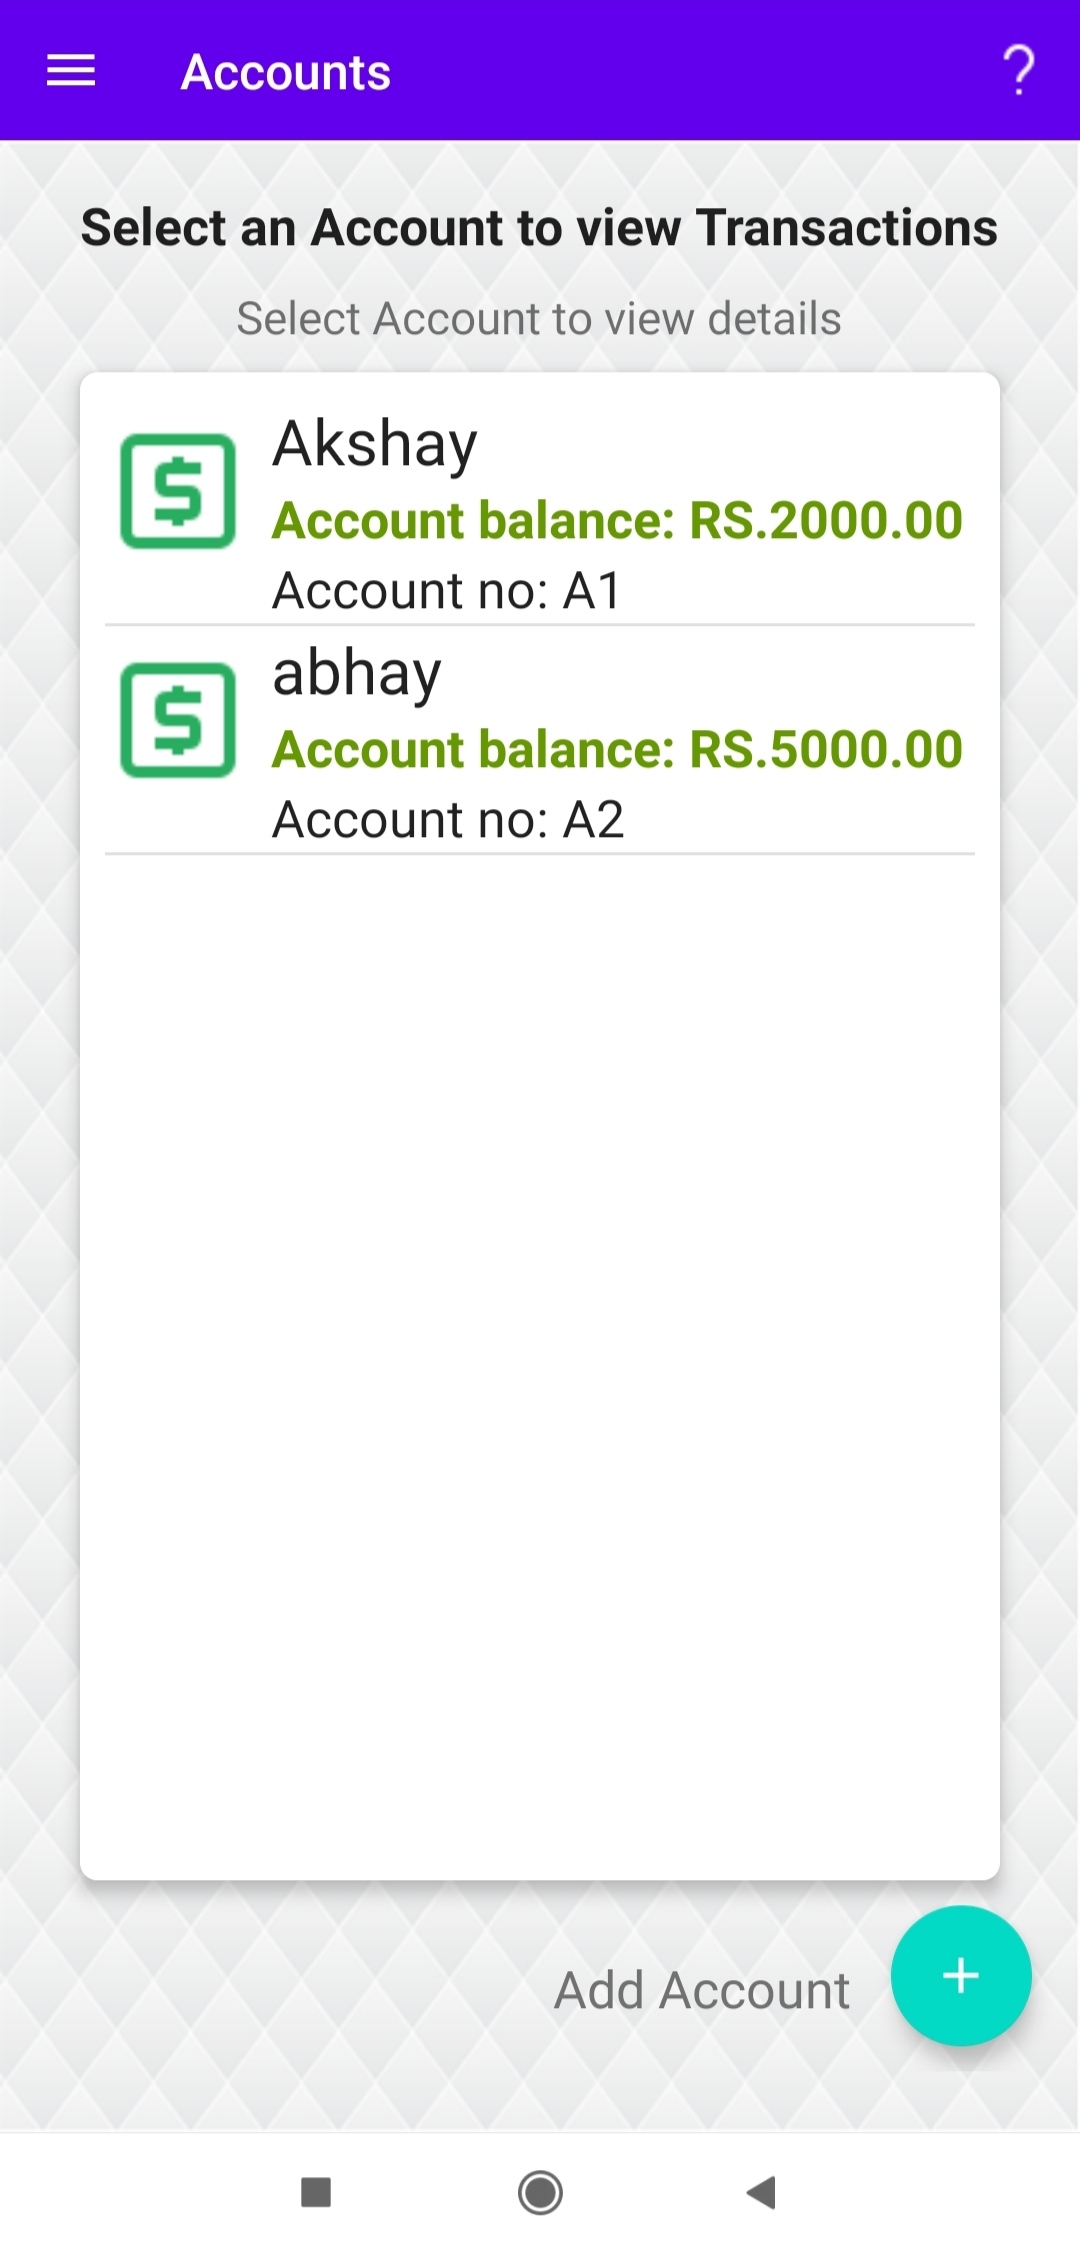 Accounts
?
Select an Account to view Transactions
Select Account to view details
Akshay
Account balance: RS.2000.00
Account no: A1
abhay
Account balance: RS.5000.00
Account no: A2
Add Account
+